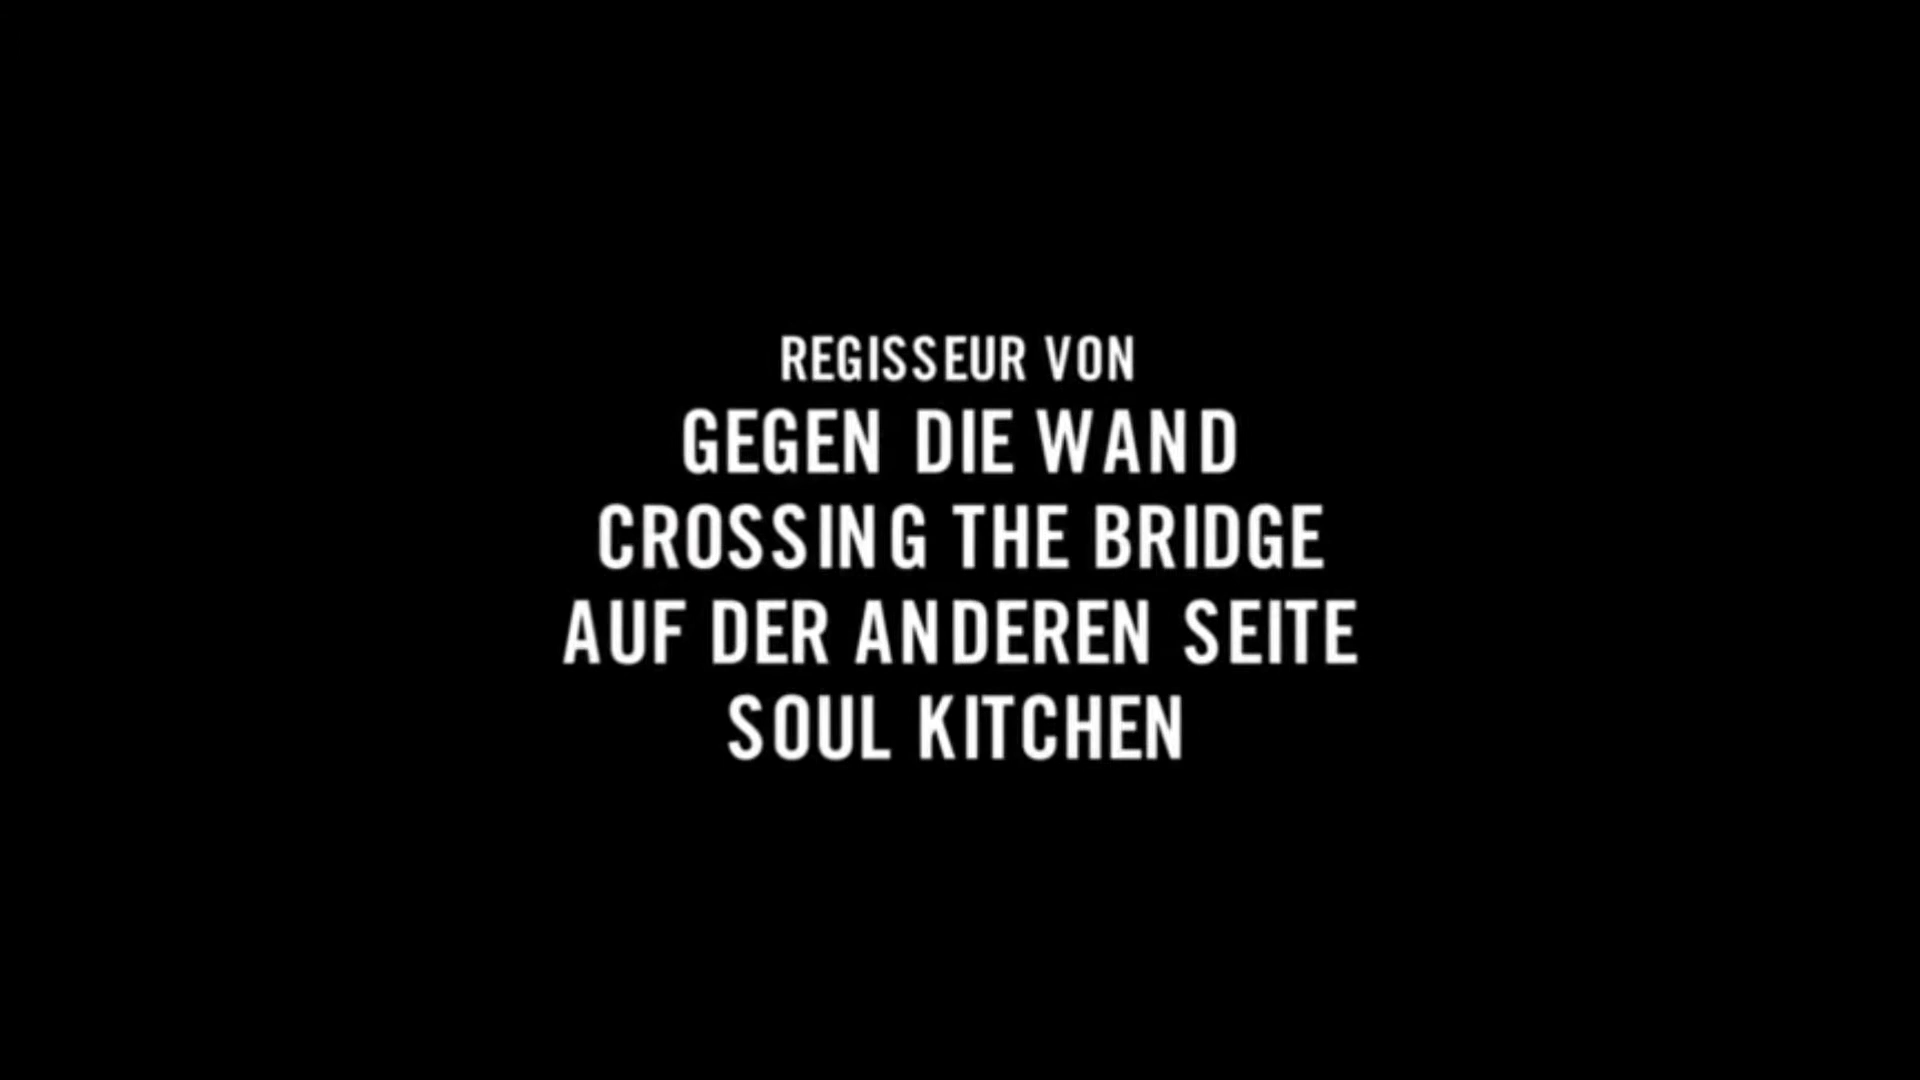 REGISSEUR VON
GEGEN DIE WAND
CROSSING THE BRIDGE
AUF DER ANDEREN SEITE
SOUL KITCHEN